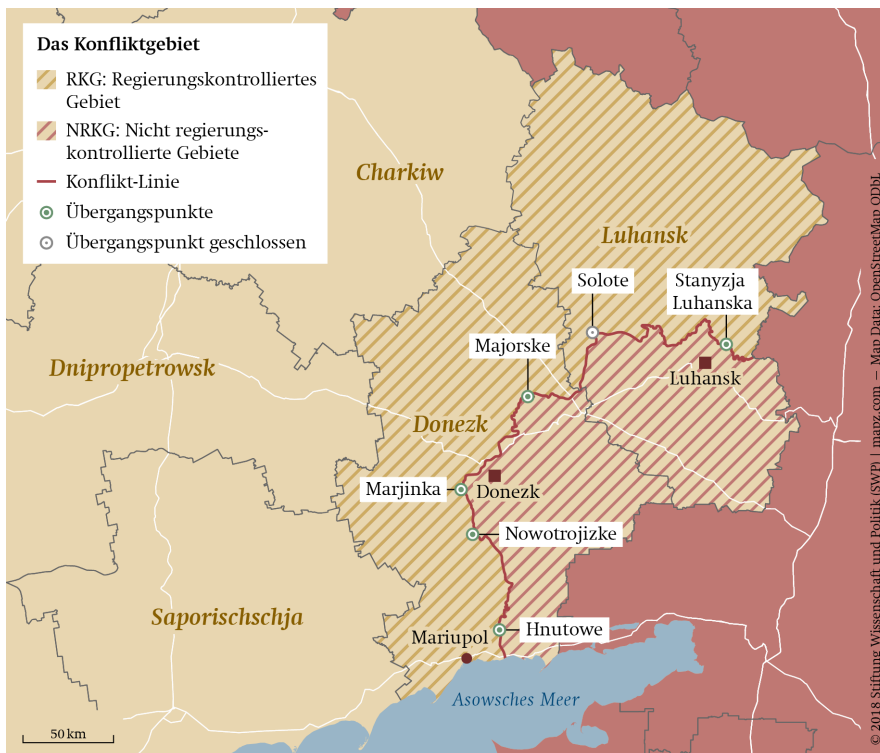 Das Konfliktgebiet
RKG: Regierungskontrolliertes
Gebiet
NRKG: Nicht regierungs-
kontrollierte Gebiete
Konflikt-Linie
Übergangspunkte
Übergangspunkt geschlossen
Charkiw
Luhansk
Solote
Stanyzja
Luhanska
Majorske
Dnipropetrowsk
Luhansk
Donezk
Marjinka
Donezk
Nowotrojizke
Saporischschja
Hnutowe
Mariupol
Asowsches Meer
50 km
© 2018 Stiftung Wissenschaft und Politik (SWP) | mapz.com — Map Data: OpenStreetMap ODbL